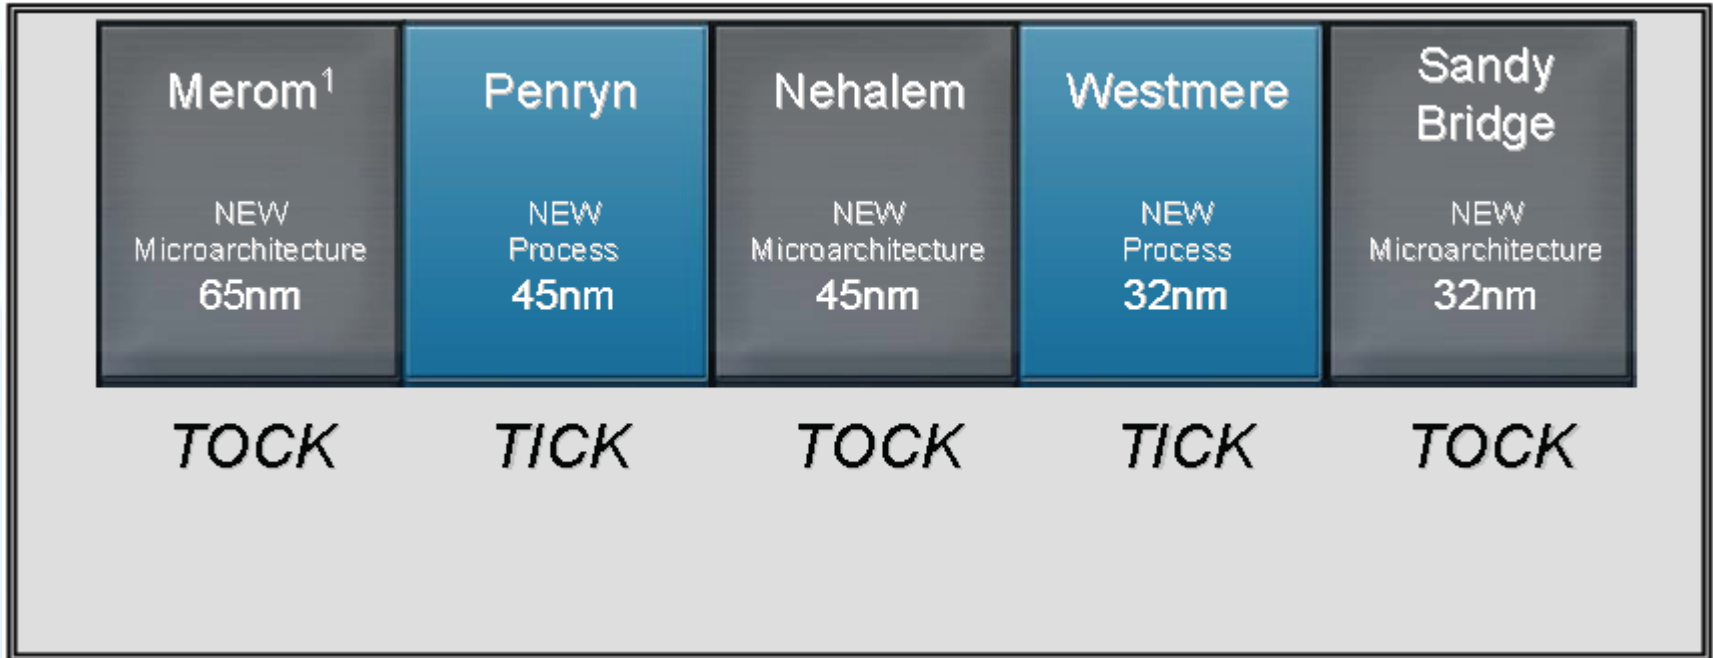 Merom¹
NEW
Microarchitecture
65nm
TOCK
Penryn
NEW
Process
45nm
TICK
Nehalem
NEW
Microarchitecture
45nm
TOCK
Westmere
NEW
Process
32nm
TICK
Sandy
Bridge
NEW
Microarchitecture
32nm
TOCK